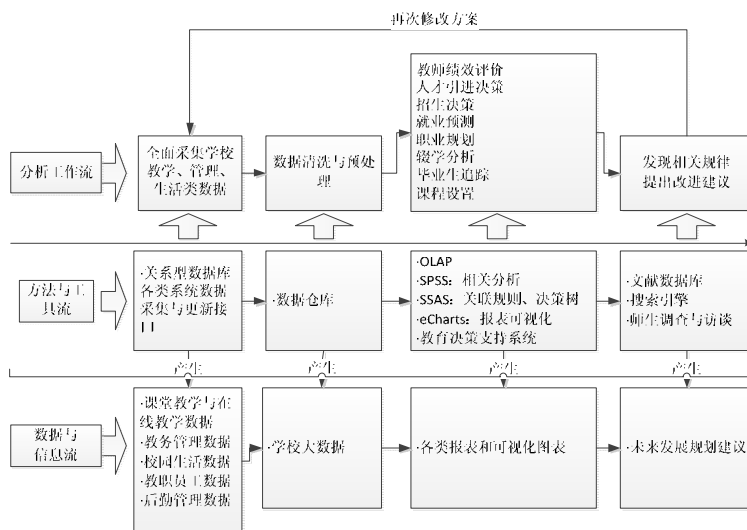 再次修改方案
分析工作流
全面采集学校
教学、管理、
生活类数据
数据清洗与预处
理
教师绩效评价
人才引进决策
招生决策
就业预测
职业规划
辍学分析
毕业生追踪
课程设置
发现相关规律
提出改进建议
方法与工
具流
·关系型数据库
各类系统数据
采集与更新接
口
·数据仓库
·OLAP
·SPSS：相关分析
·SSAS：关联规则、决策树
·eCharts：报表可视化
·教育决策支持系统
·文献数据库
·搜索引擎
·师生调查与访谈
产生
产生
产生
产生
数据与
信息流
·课堂教学与在
线教学数据
·教务管理数据
·校园生活数据
·教职员工数据
·后勤管理数据
·学校大数据
·各类报表和可视化图表
·未来发展规划建议